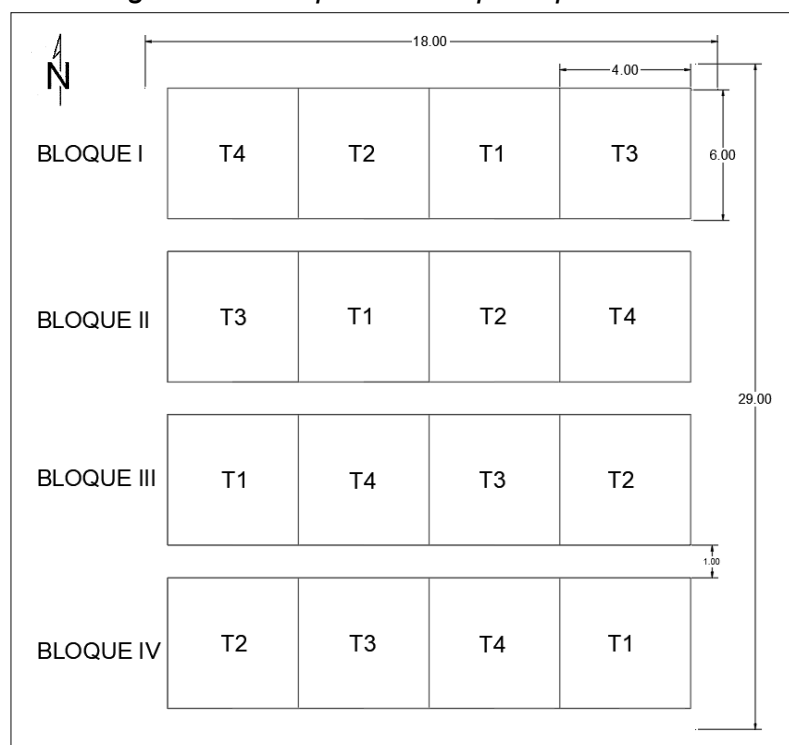 18.00
N
4.00
BLOQUE I T4 T2 T1 T3 6.00
BLOQUE II T3 T1 T2 T4
29.00
BLOQUE III T1 T4 T3 T2
1.00
BLOQUE IV T2 T3 T4 T1